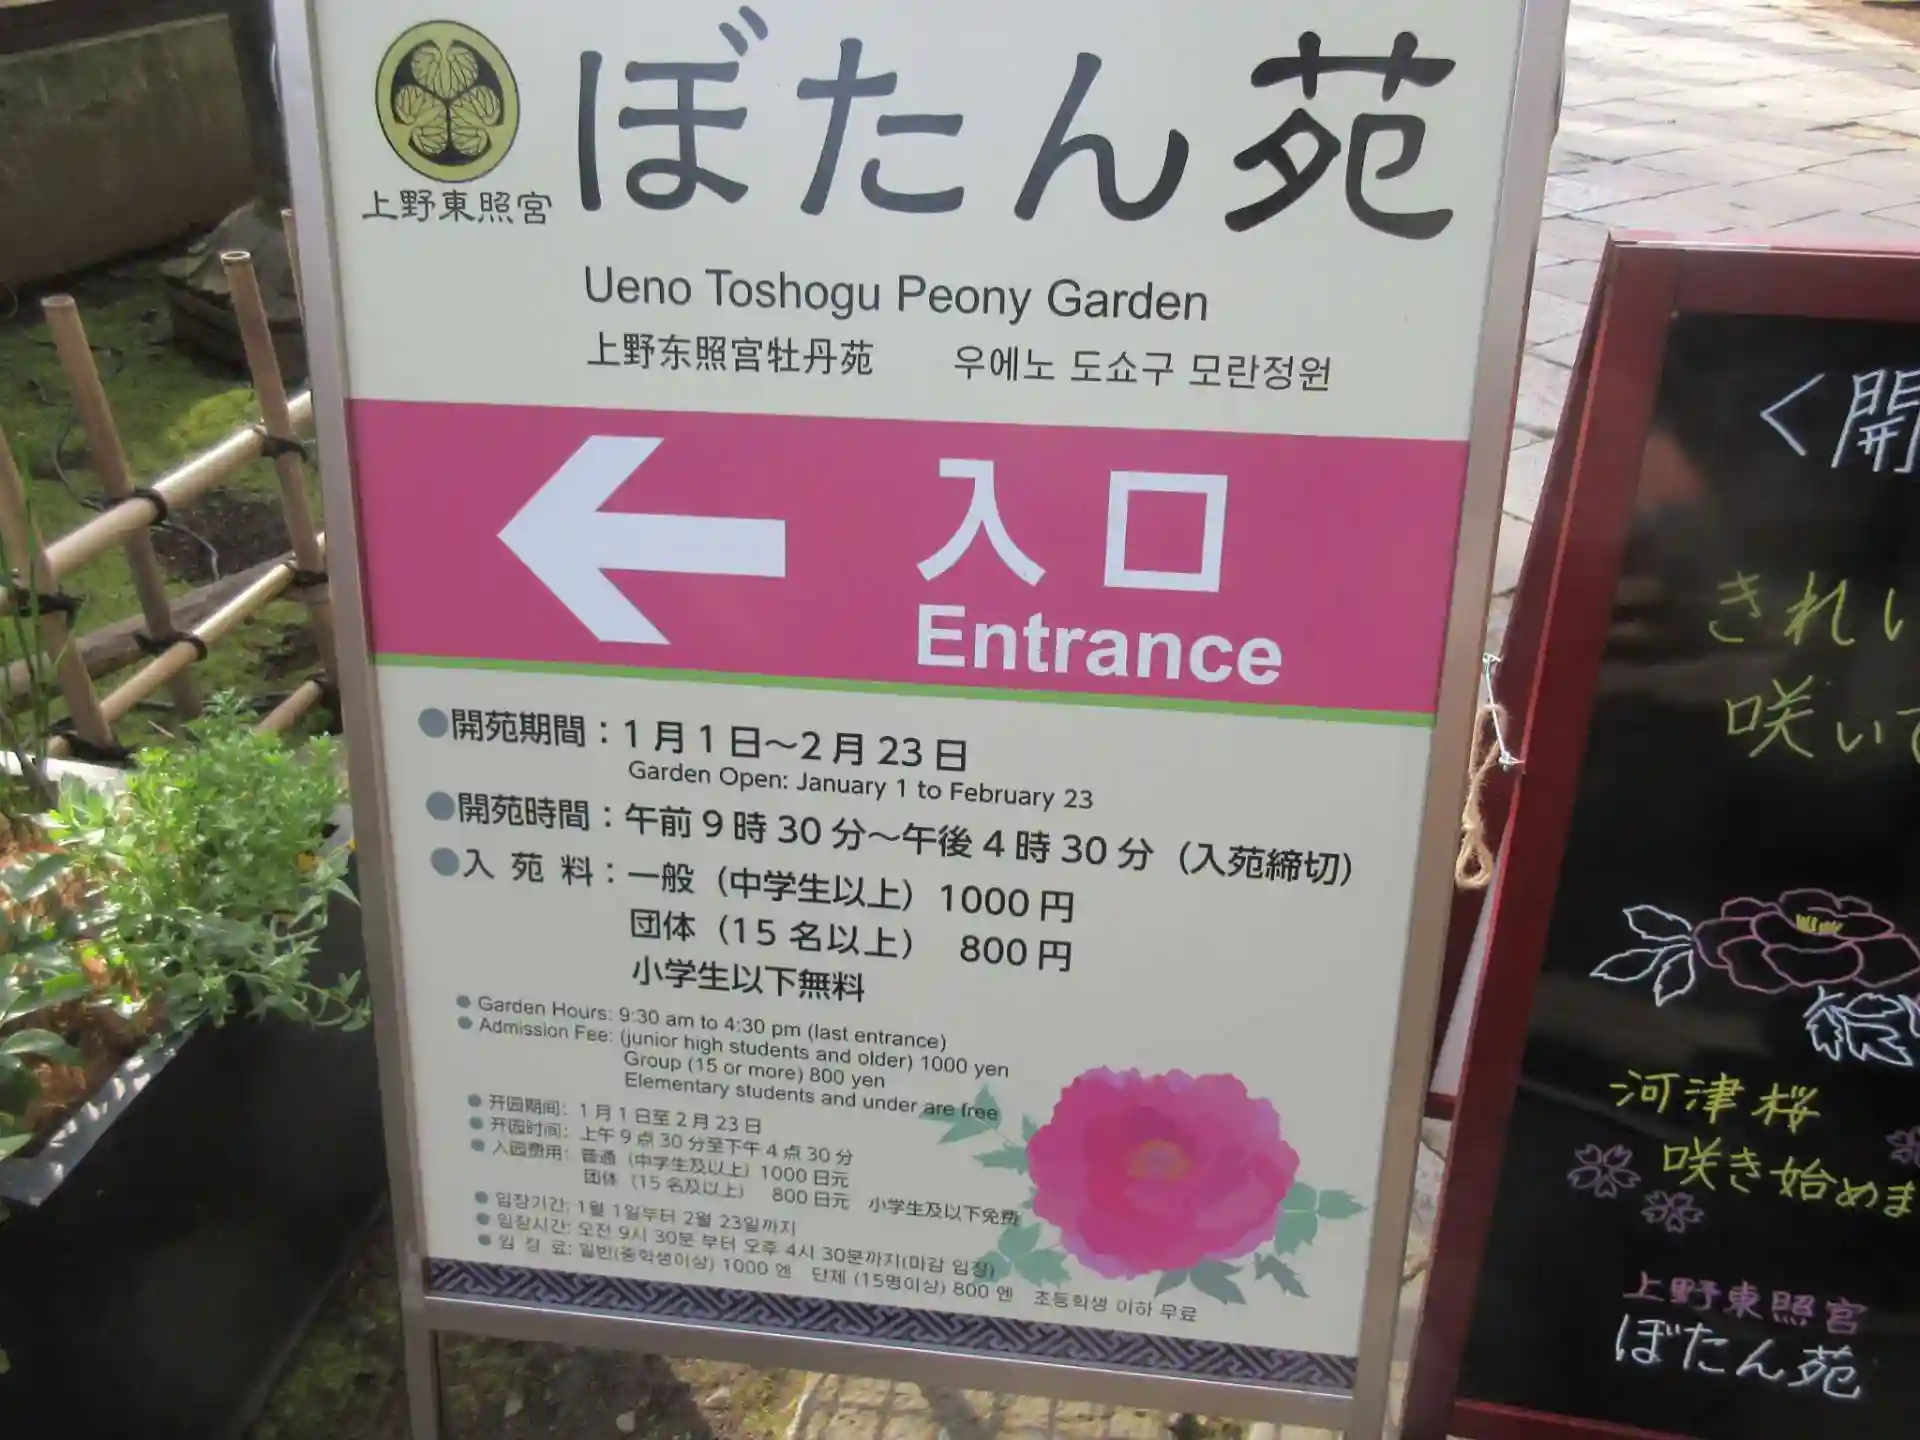 上野東照宮
ぼたん苑
Ueno Toshogu Peony Garden
上野东照宫牡丹苑 우에노 도쇼구 모란정원
入口
Entrance
●開苑期間：1月1日～2月23日
Garden Open: January 1 to February 23
●開苑時間：午前9時30分～午後4時30分（入苑締切）
●入苑料：一般（中学生以上）1000円
団体（15名以上） 800円
小学生以下無料
● Garden Hours: 9:30 am to 4:30 pm (last entrance)
● Admission Fee: (junior high students and older) 1000 yen
Group (15 or more) 800 yen
Elementary students and under are free
● 开园期间：1月1日至2月23日
● 开园时间：上午9点30分至下午4点30分
● 入园费用：普通（中学生及以上）1000日元
团体（15名及以上） 800日元 小学生及以下免费
● 입장기간: 1월 1일부터 2월 23일까지
● 입장시간: 오전 9시 30분 부터 오후 4시 30분까지(마감 입장)
● 입 장 료: 일반(중학생이상) 1000 엔 단체 (15명이상) 800 엔 초등학생 이하 무료
＜開
きれい
咲いて
河津桜
咲き始めま
上野東照宮
ぼたん苑